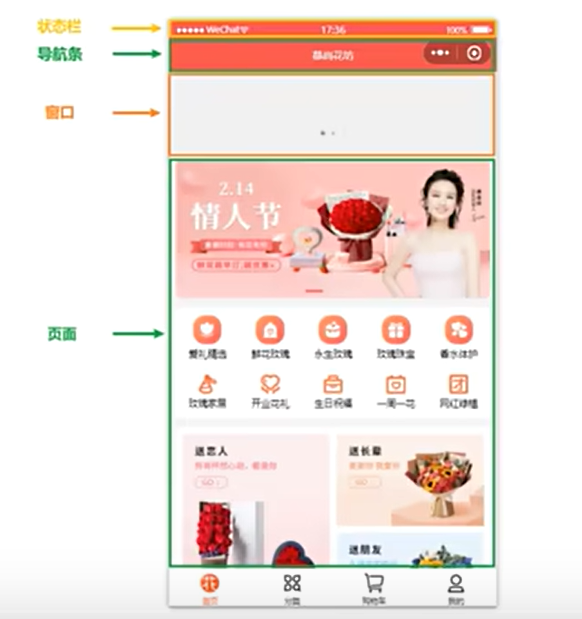 状态栏
●●●●● WeChat 17:36 100%
导航条
慕尚花坊
窗口
页面
2.14
情人节
爱礼精选 鲜花玫瑰 永生玫瑰 玫瑰珠宝 香水体护
玫瑰家居 开业花礼 生日祝福 一周一花 网红绿植
送恋人
GO
送长辈
GO
送朋友
首页 分类 购物车 我的